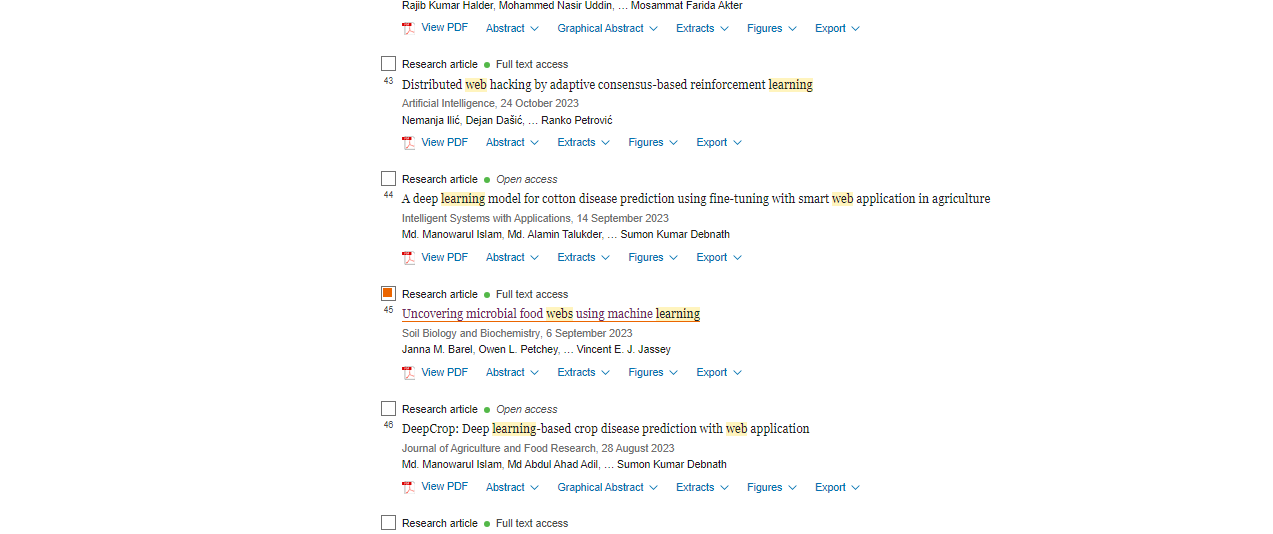 Rajib Kumar Halder, Mohammed Nasir Uddin, ... Mosammat Farida Akter
View PDF Abstract Graphical Abstract Extracts Figures Export
Research article Full text access
43
Distributed web hacking by adaptive consensus-based reinforcement learning
Artificial Intelligence, 24 October 2023
Nemanja Ilić, Dejan Dašić, ... Ranko Petrović
View PDF Abstract Extracts Figures Export
Research article Open access
44
A deep learning model for cotton disease prediction using fine-tuning with smart web application in agriculture
Intelligent Systems with Applications, 14 September 2023
Md. Manowarul Islam, Md. Alamin Talukder, ... Sumon Kumar Debnath
View PDF Abstract Extracts Figures Export
Research article Full text access
45
Uncovering microbial food webs using machine learning
Soil Biology and Biochemistry, 6 September 2023
Janna M. Barel, Owen L. Petchey, ... Vincent E. J. Jassey
View PDF Abstract Extracts Figures Export
Research article Open access
46
DeepCrop: Deep learning-based crop disease prediction with web application
Journal of Agriculture and Food Research, 28 August 2023
Md. Manowarul Islam, Md Abdul Ahad Adil, ... Sumon Kumar Debnath
View PDF Abstract Graphical Abstract Extracts Figures Export
Research article Full text access